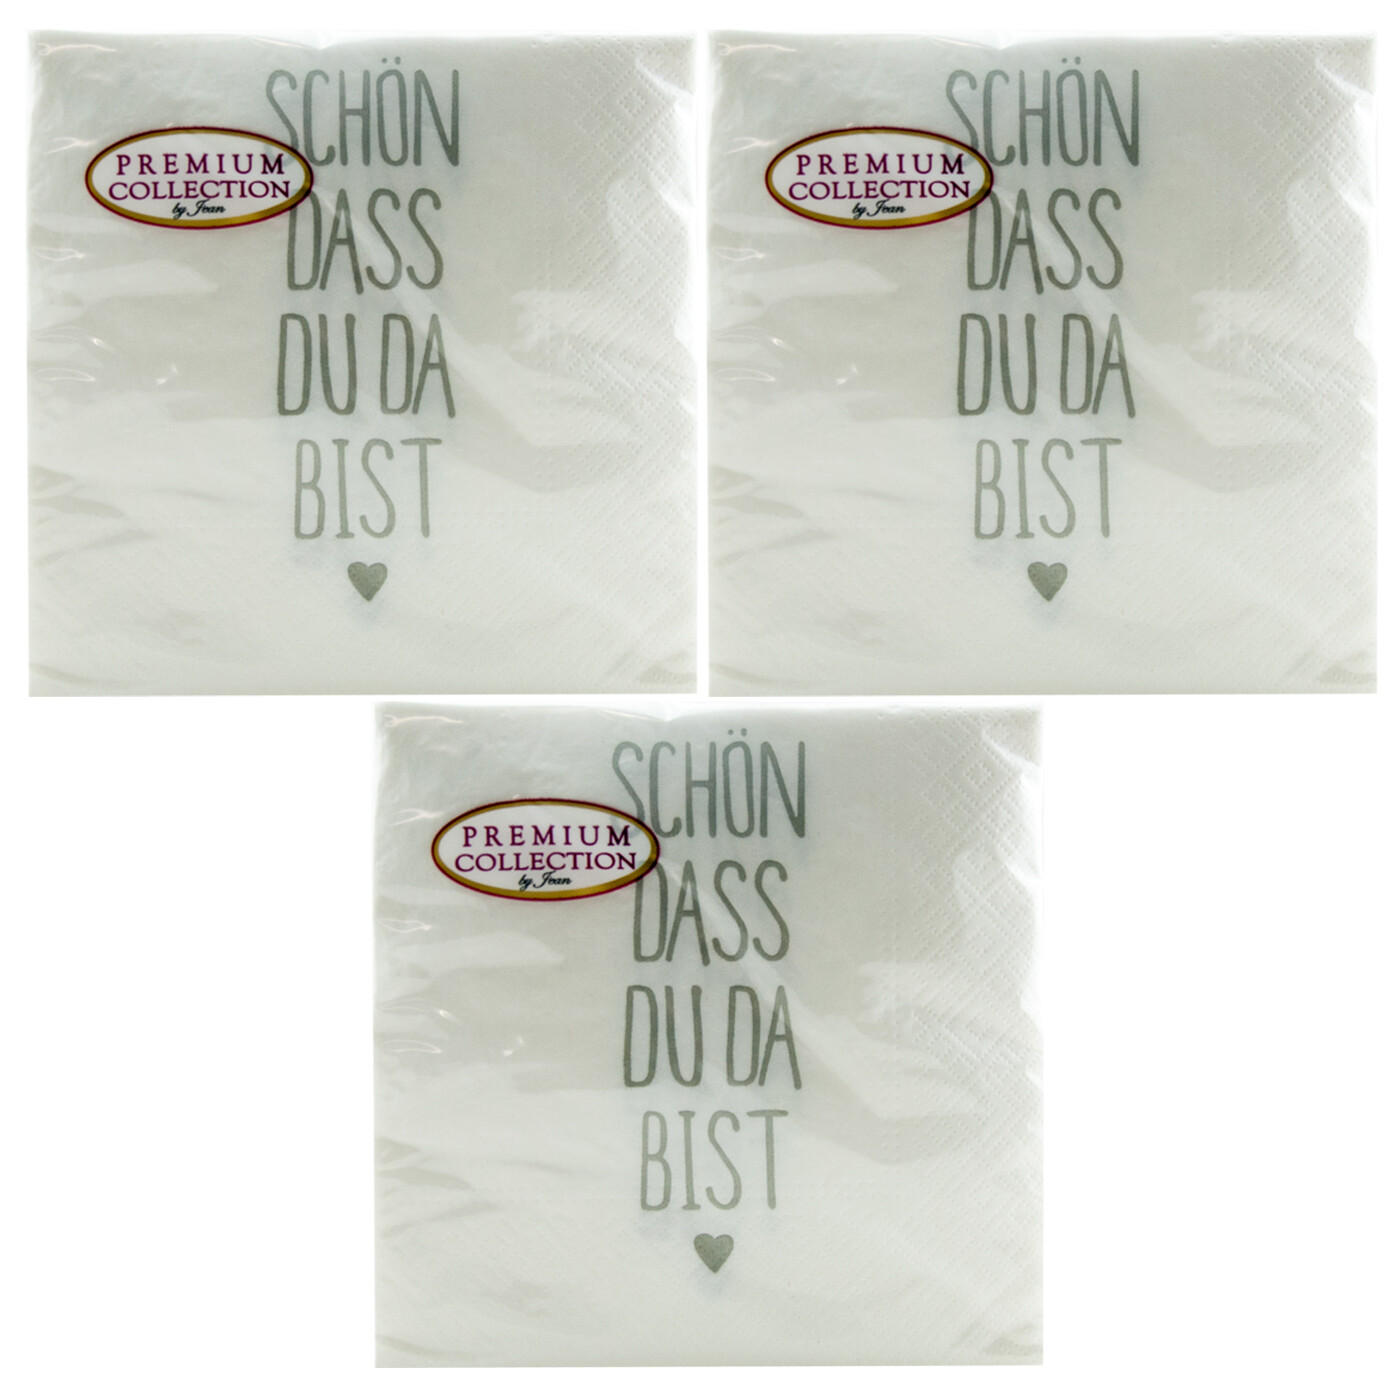 SCHÖN
PREMIUM
COLLECTION
by Jean
DASS
DU DA
BIST
SCHÖN
PREMIUM
COLLECTION
by Jean
DASS
DU DA
BIST
SCHÖN
PREMIUM
COLLECTION
by Jean
DASS
DU DA
BIST